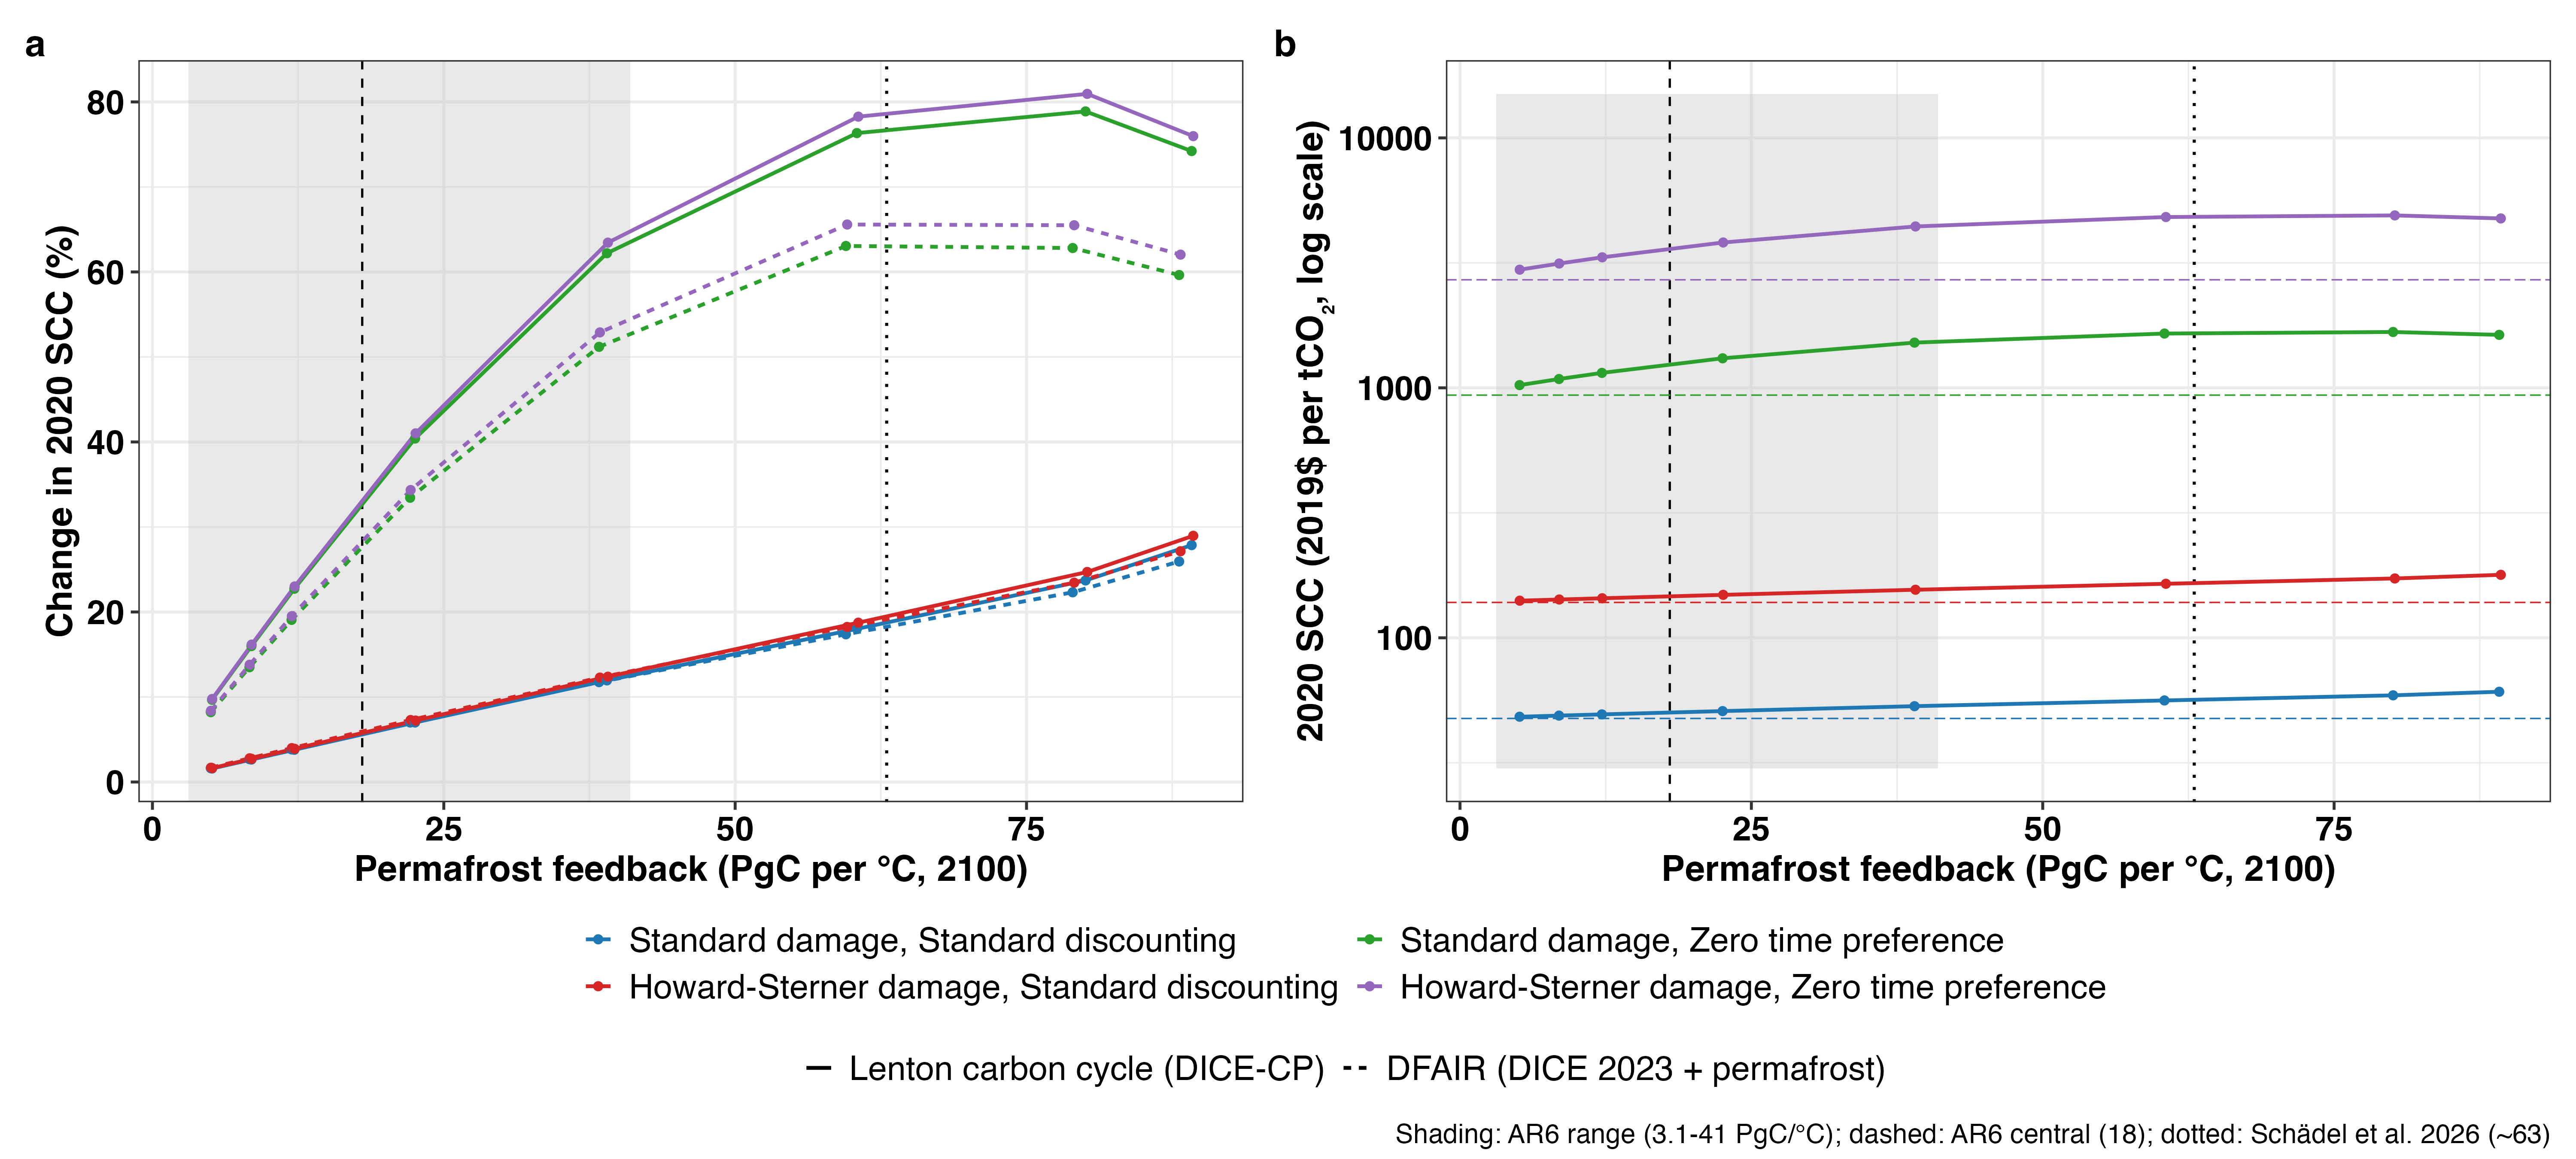 a
Change in 2020 SCC (%)
80
60
40
20
0
0 25 50 75
Permafrost feedback (PgC per °C, 2100)
b
2020 SCC (2019$ per tCO₂, log scale)
10000
1000
100
0 25 50 75
Permafrost feedback (PgC per °C, 2100)
Standard damage, Standard discounting
Standard damage, Zero time preference
Howard-Sterner damage, Standard discounting
Howard-Sterner damage, Zero time preference
Lenton carbon cycle (DICE-CP)
DFAIR (DICE 2023 + permafrost)
Shading: AR6 range (3.1-41 PgC/°C); dashed: AR6 central (18); dotted: Schädel et al. 2026 (~63)